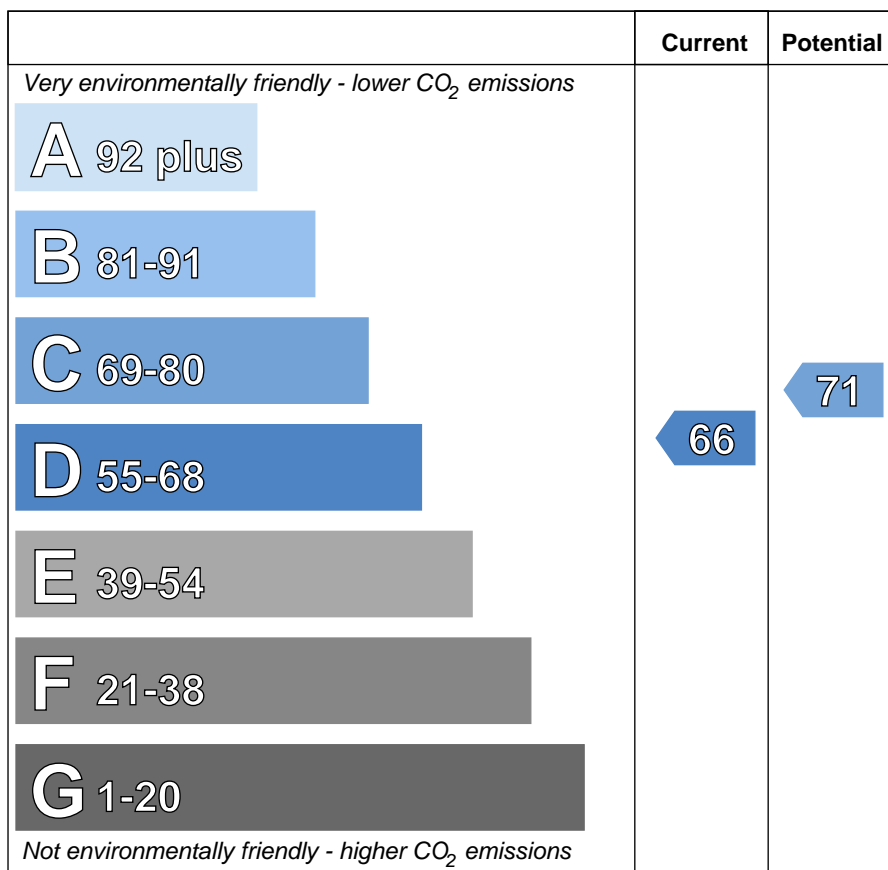 Current Potential
Very environmentally friendly - lower CO2 emissions
A 92 plus
B 81-91
C 69-80
71
D 55-68
66
E 39-54
F 21-38
G 1-20
Not environmentally friendly - higher CO2 emissions